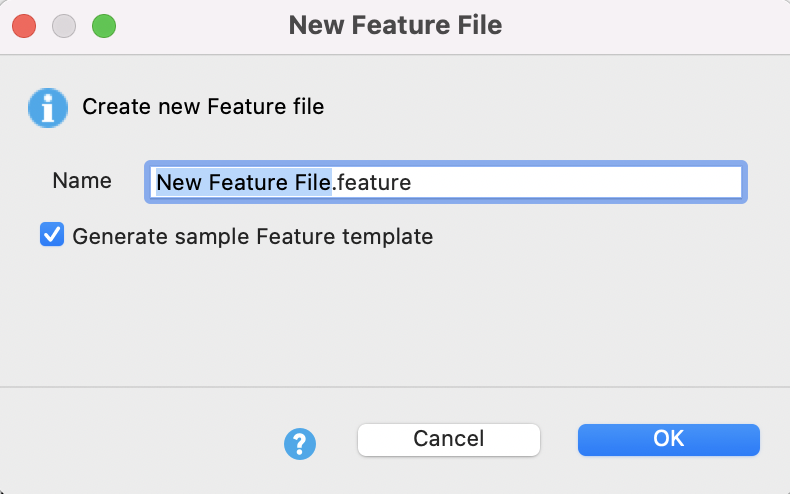 New Feature File
Create new Feature file
Name New Feature File.feature
Generate sample Feature template
? Cancel OK